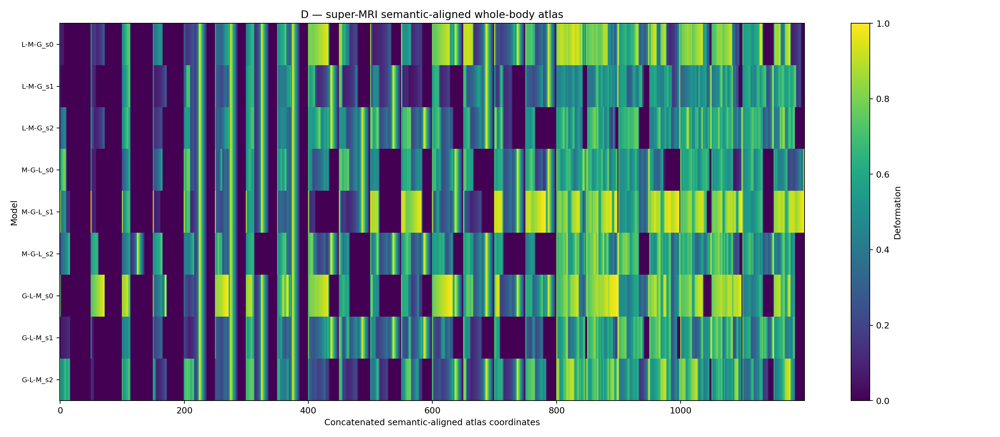 D — super-MRI semantic-aligned whole-body atlas
L-M-G_s0
L-M-G_s1
L-M-G_s2
M-G-L_s0
M-G-L_s1
M-G-L_s2
G-L-M_s0
G-L-M_s1
G-L-M_s2
Model
0
200
400
600
800
1000
Concatenated semantic-aligned atlas coordinates
1.0
0.8
0.6
0.4
0.2
0.0
Deformation